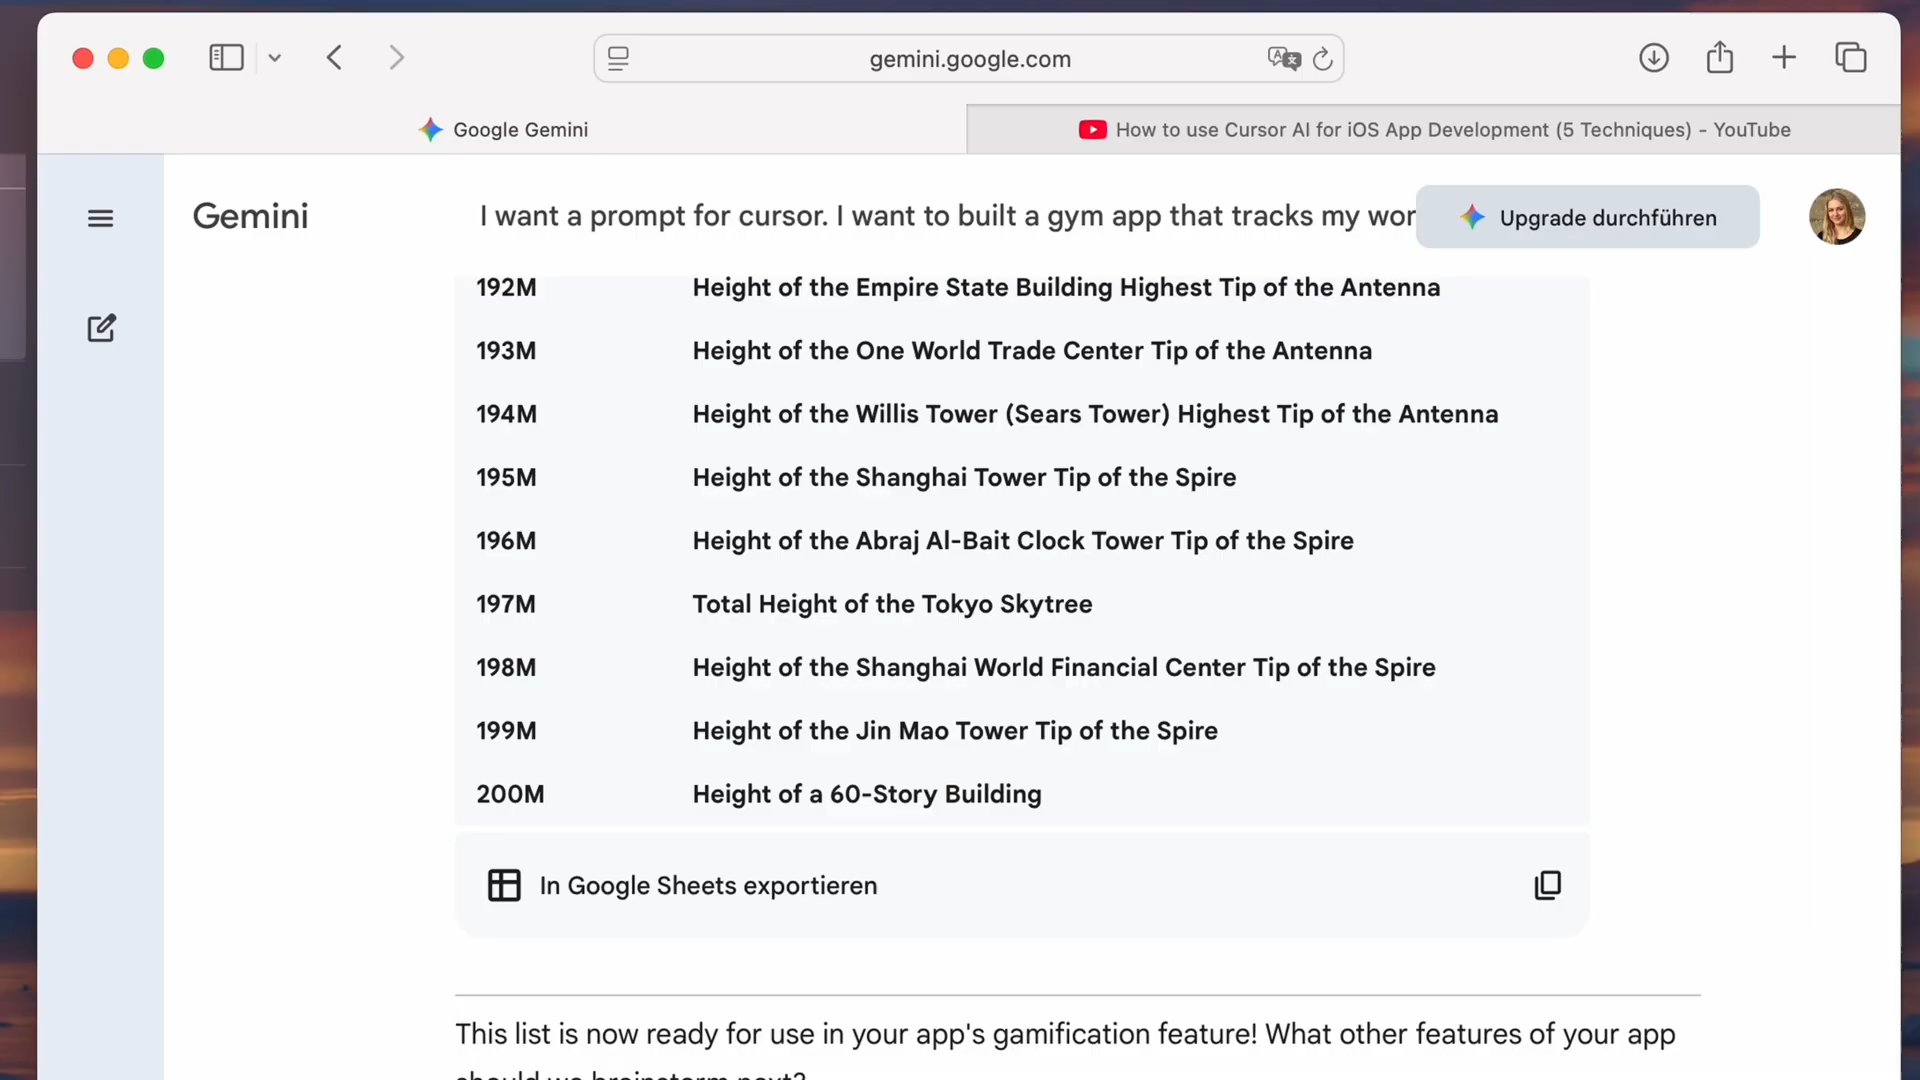 gemini.google.com
Google Gemini
How to use Cursor AI for iOS App Development (5 Techniques) - YouTube
Gemini
I want a prompt for cursor. I want to built a gym app that tracks my wor
Upgrade durchführen
192M Height of the Empire State Building Highest Tip of the Antenna
193M Height of the One World Trade Center Tip of the Antenna
194M Height of the Willis Tower (Sears Tower) Highest Tip of the Antenna
195M Height of the Shanghai Tower Tip of the Spire
196M Height of the Abraj Al-Bait Clock Tower Tip of the Spire
197M Total Height of the Tokyo Skytree
198M Height of the Shanghai World Financial Center Tip of the Spire
199M Height of the Jin Mao Tower Tip of the Spire
200M Height of a 60-Story Building
In Google Sheets exportieren
This list is now ready for use in your app's gamification feature! What other features of your app
should we brainstorm next?